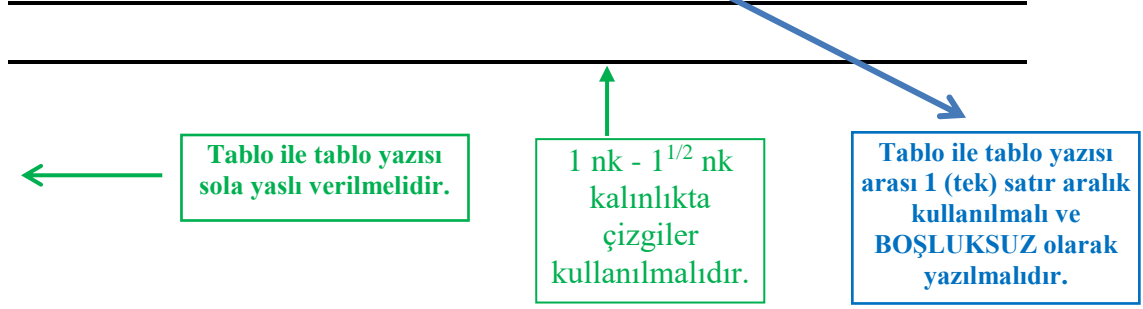 Tablo ile tablo yazısı
sola yaslı verilmelidir.
1 nk - 1^{1/2} nk
kalınlıkta
çizgiler
kullanılmalıdır.
Tablo ile tablo yazısı
arası 1 (tek) satır aralık
kullanılmalı ve
BOŞLUKSUZ olarak
yazılmalıdır.